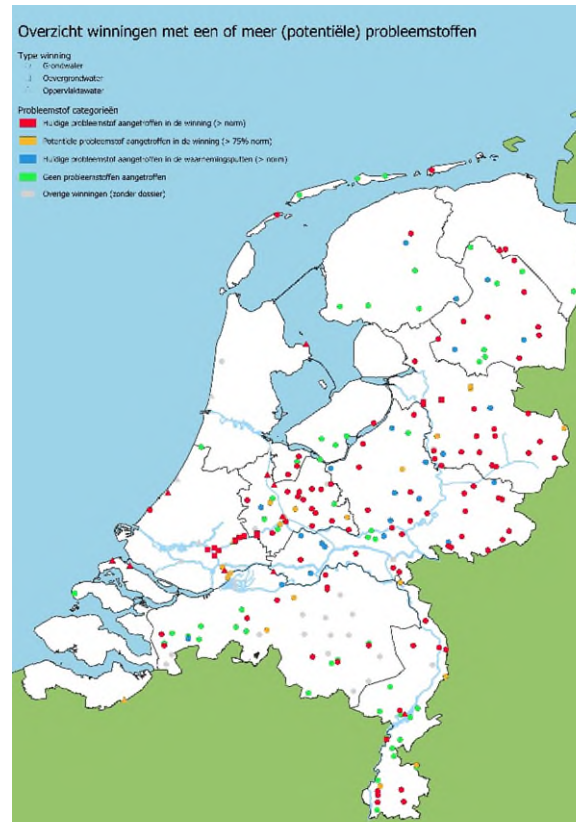 Overzicht winningen met een of meer (potentiële) probleemstoffen
Type winning
Grondwater
Oevergrondwater
Oppervlaktewater
Probleemstof categorieën
Huidige probleemstof aangetroffen in de winning (> norm)
Potentiële probleemstof aangetroffen in de winning (> 75% norm)
Huidige probleemstof aangetroffen in de waarnemingsputten (> norm)
Geen probleemstoffen aangetroffen
Overige winningen (zonder dossier)